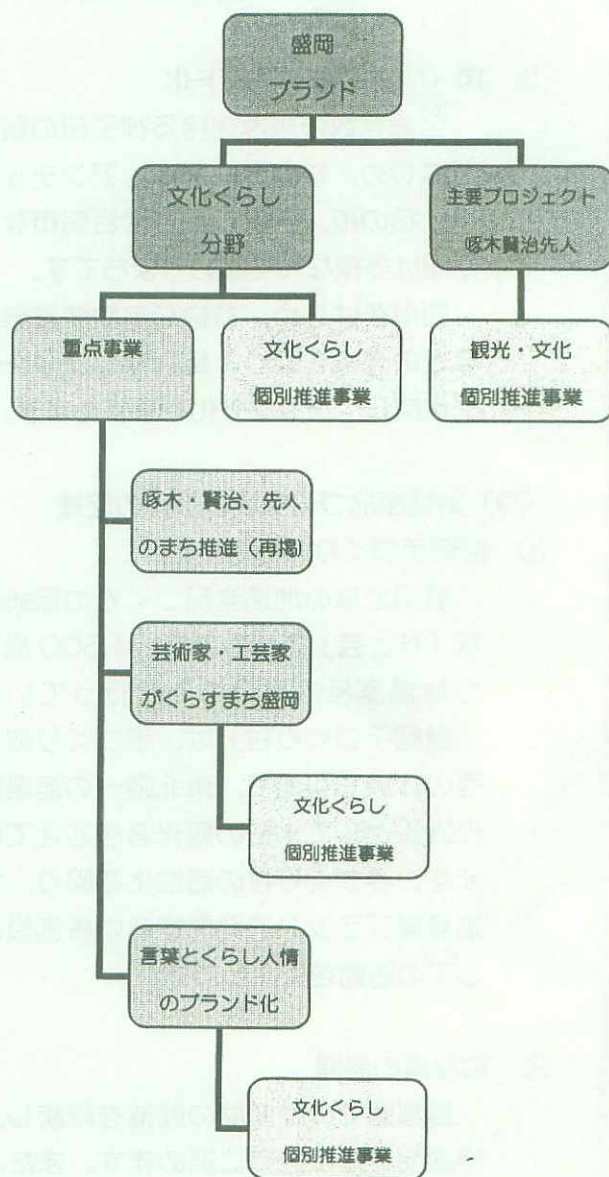 盛岡
ブランド
文化くらし
分野
主要プロジェクト
啄木賢治先人
重点事業
文化くらし
個別推進事業
観光・文化
個別推進事業
啄木・賢治、先人
のまち推進（再掲）
芸術家・工芸家
がくらすまち盛岡
文化くらし
個別推進事業
言葉とくらし人情
のブランド化
文化くらし
個別推進事業